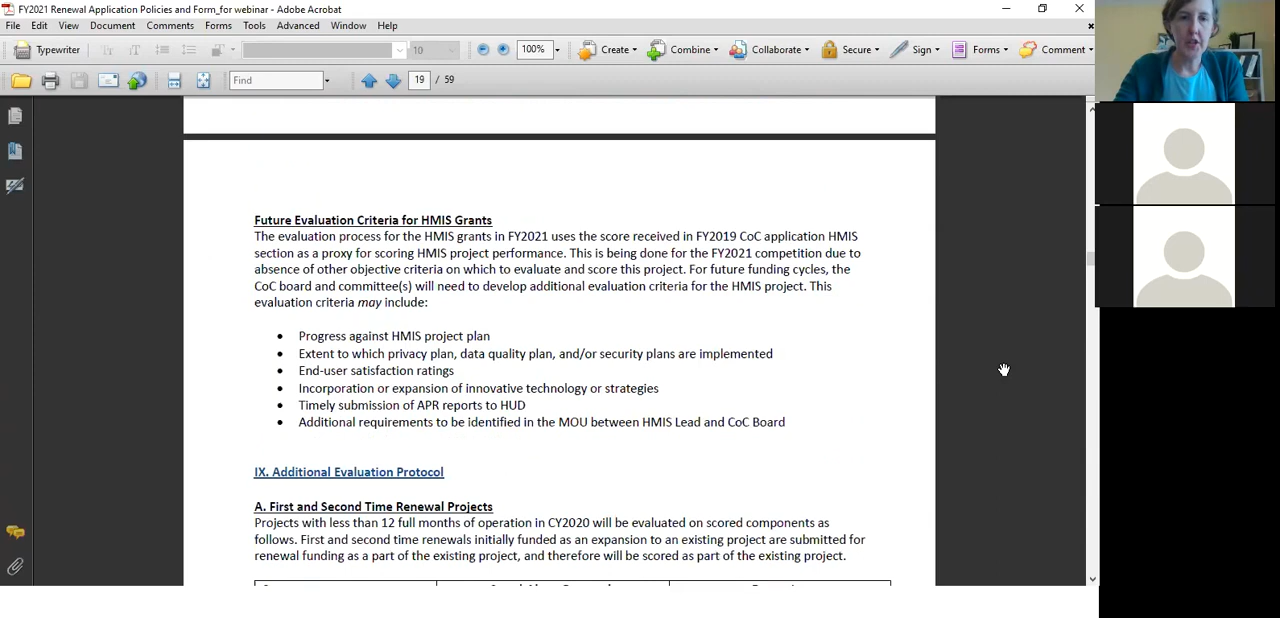 FY2021 Renewal Application Policies and Form_for webinar - Adobe Acrobat
File Edit View Document Comments Forms Tools Advanced Window Help
Typewriter 10 100% Create Combine Collaborate Secure Sign Forms Comment
Find 19 / 59
Future Evaluation Criteria for HMIS Grants
The evaluation process for the HMIS grants in FY2021 uses the score received in FY2019 CoC application HMIS
section as a proxy for scoring HMIS project performance. This is being done for the FY2021 competition due to
absence of other objective criteria on which to evaluate and score this project. For future funding cycles, the
CoC board and committee(s) will need to develop additional evaluation criteria for the HMIS project. This
evaluation criteria may include:
• Progress against HMIS project plan
• Extent to which privacy plan, data quality plan, and/or security plans are implemented
• End-user satisfaction ratings
• Incorporation or expansion of innovative technology or strategies
• Timely submission of APR reports to HUD
• Additional requirements to be identified in the MOU between HMIS Lead and CoC Board
IX. Additional Evaluation Protocol
A. First and Second Time Renewal Projects
Projects with less than 12 full months of operation in CY2020 will be evaluated on scored components as
follows. First and second time renewals initially funded as an expansion to an existing project are submitted for
renewal funding as a part of the existing project, and therefore will be scored as part of the existing project.